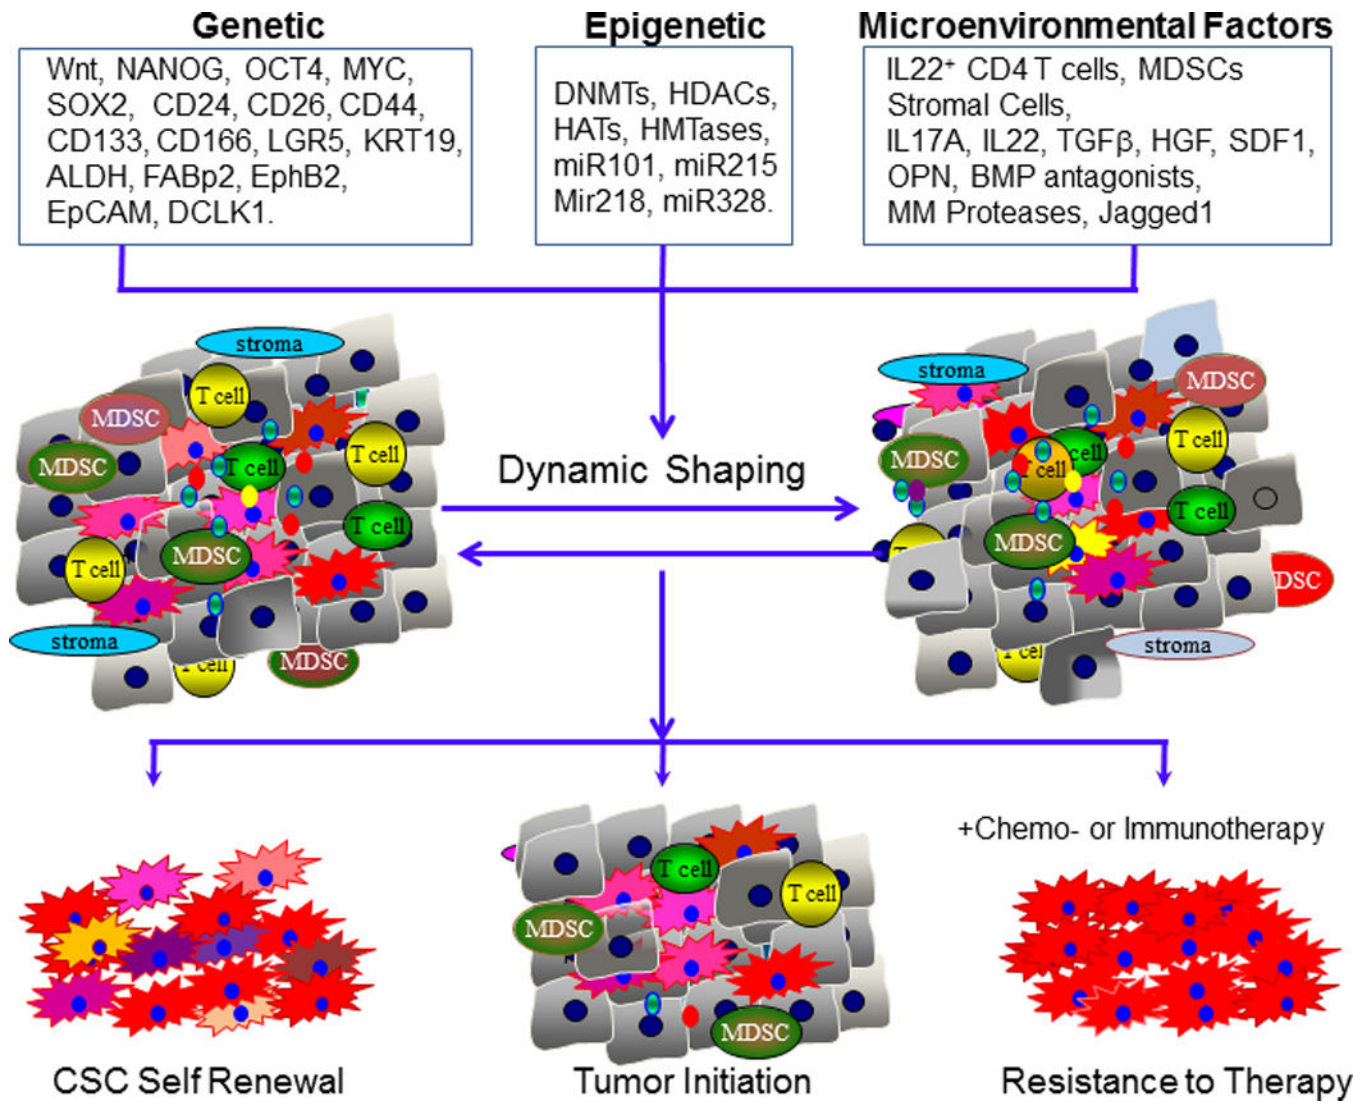 Genetic
Wnt, NANOG, OCT4, MYC,
SOX2, CD24, CD26, CD44,
CD133, CD166, LGR5, KRT19,
ALDH, FABp2, EphB2,
EpCAM, DCLK1.
Epigenetic
DNMTs, HDACs,
HATs, HMTases,
miR101, miR215
Mir218, miR328.
Microenvironmental Factors
IL22⁺ CD4 T cells, MDSCs
Stromal Cells,
IL17A, IL22, TGFβ, HGF, SDF1,
OPN, BMP antagonists,
MM Proteases, Jagged1
stroma
T cell
MDSC
MDSC
T cell
T cell
T cell
MDSC
T cell
stroma
T cell
MDSC
Dynamic Shaping
stroma
MDSC
T cell
MDSC
T cell
cell
T cell
MDSC
DSC
stroma
CSC Self Renewal
T cell
T cell
MDSC
MDSC
Tumor Initiation
+Chemo- or Immunotherapy
Resistance to Therapy